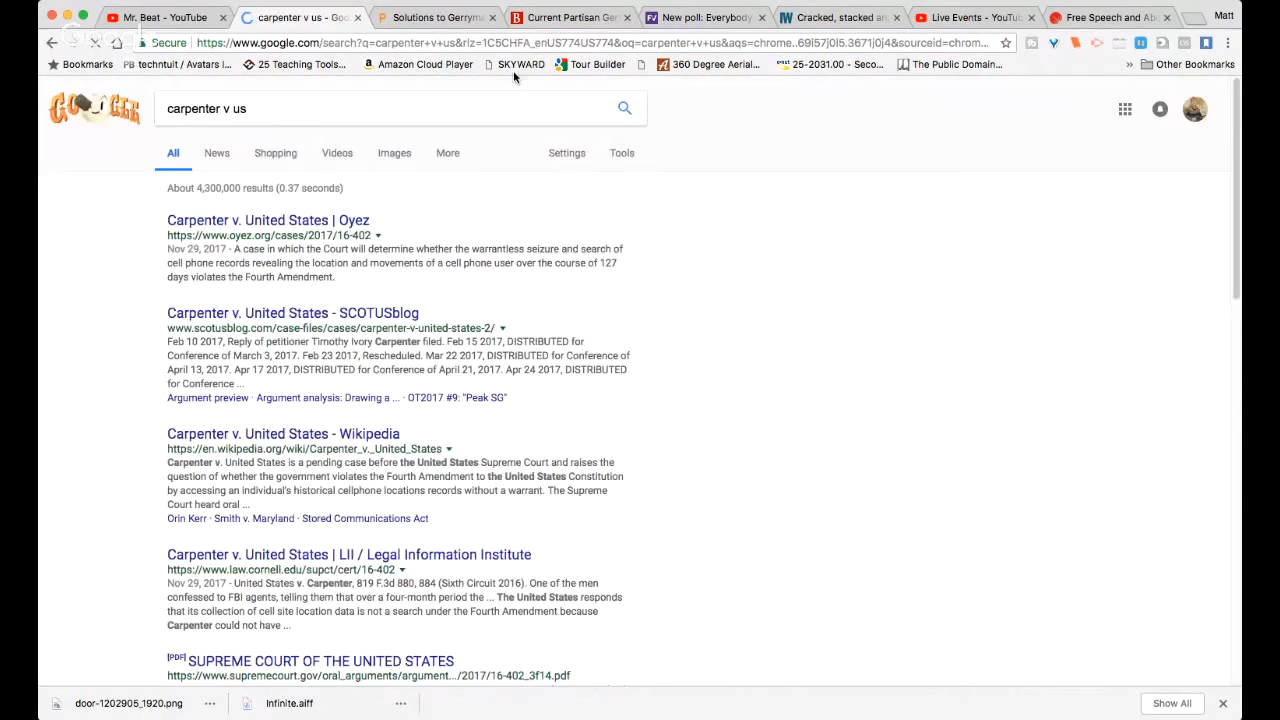 Mr. Beat - YouTube
carpenter v us - Goo
Solutions to Gerryma
Current Partisan Ger
New poll: Everybody
Cracked, stacked an
Live Events - YouTub
Free Speech and Ab
Matt
Secure
https://www.google.com/search?q=carpenter+v+us&rlz=1C5CHFA_enUS774US774&oq=carpenter+v+us&aqs=chrome..69i57j0l5.3671j0j4&sourceid=chrom...
Bookmarks
PB techntuit / Avatars I...
25 Teaching Tools...
Amazon Cloud Player
SKYWARD
Tour Builder
360 Degree Aerial...
25-2031.00 - Seco...
The Public Domain...
»
Other Bookmarks
GOOGLE
carpenter v us
All News Shopping Videos Images More Settings Tools
About 4,300,000 results (0.37 seconds)
Carpenter v. United States | Oyez
https://www.oyez.org/cases/2017/16-402
Nov 29, 2017 - A case in which the Court will determine whether the warrantless seizure and search of
cell phone records revealing the location and movements of a cell phone user over the course of 127
days violates the Fourth Amendment.
Carpenter v. United States - SCOTUSblog
www.scotusblog.com/case-files/cases/carpenter-v-united-states-2/
Feb 10 2017, Reply of petitioner Timothy Ivory Carpenter filed. Feb 15 2017, DISTRIBUTED for
Conference of March 3, 2017. Feb 23 2017, Rescheduled. Mar 22 2017, DISTRIBUTED for Conference of
April 13, 2017. Apr 17 2017, DISTRIBUTED for Conference of April 21, 2017. Apr 24 2017, DISTRIBUTED
for Conference ...
Argument preview · Argument analysis: Drawing a ... · OT2017 #9: "Peak SG"
Carpenter v. United States - Wikipedia
https://en.wikipedia.org/wiki/Carpenter_v._United_States
Carpenter v. United States is a pending case before the United States Supreme Court and raises the
question of whether the government violates the Fourth Amendment to the United States Constitution
by accessing an individual's historical cellphone locations records without a warrant. The Supreme
Court heard oral ...
Orin Kerr · Smith v. Maryland · Stored Communications Act
Carpenter v. United States | LII / Legal Information Institute
https://www.law.cornell.edu/supct/cert/16-402
Nov 29, 2017 - United States v. Carpenter, 819 F.3d 880, 884 (Sixth Circuit 2016). One of the men
confessed to FBI agents, telling them that over a four-month period the ... The United States responds
that its collection of cell site location data is not a search under the Fourth Amendment because
Carpenter could not have ...
[PDF] SUPREME COURT OF THE UNITED STATES
https://www.supremecourt.gov/oral_arguments/argument.../2017/16-402_3f14.pdf
door-1202905_1920.png
Infinite.aiff
Show All